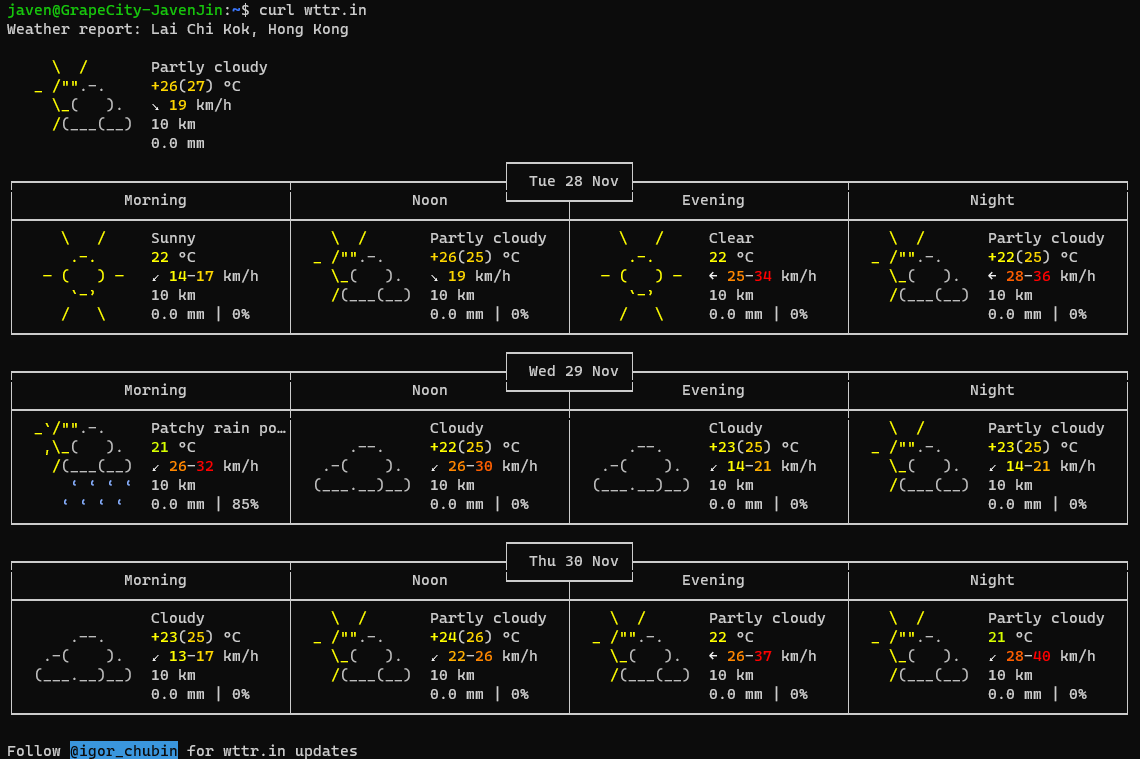 javen@GrapeCity-JavenJin:~$ curl wttr.in
Weather report: Lai Chi Kok, Hong Kong

    \  /       Partly cloudy
  _ /"".-.     +26(27) °C
    \_(   ).   ↘ 19 km/h
    /(___(__)  10 km
               0.0 mm
Tue 28 Nov
Morning Noon Evening Night
Sunny Partly cloudy Clear Partly cloudy
22 °C +26(25) °C 22 °C +22(25) °C
↙ 14-17 km/h ↘ 19 km/h ← 25-34 km/h ← 28-36 km/h
10 km 10 km 10 km 10 km
0.0 mm | 0% 0.0 mm | 0% 0.0 mm | 0% 0.0 mm | 0%
Wed 29 Nov
Morning Noon Evening Night
Patchy rain po… Cloudy Cloudy Partly cloudy
21 °C +22(25) °C +23(25) °C +23(25) °C
↙ 26-32 km/h ↙ 26-30 km/h ↙ 14-21 km/h ↙ 14-21 km/h
10 km 10 km 10 km 10 km
0.0 mm | 85% 0.0 mm | 0% 0.0 mm | 0% 0.0 mm | 0%
Thu 30 Nov
Morning Noon Evening Night
Cloudy Partly cloudy Partly cloudy Partly cloudy
+23(25) °C +24(26) °C 22 °C 21 °C
↙ 13-17 km/h ↙ 22-26 km/h ← 26-37 km/h ↙ 28-40 km/h
10 km 10 km 10 km 10 km
0.0 mm | 0% 0.0 mm | 0% 0.0 mm | 0% 0.0 mm | 0%
Follow @igor_chubin for wttr.in updates